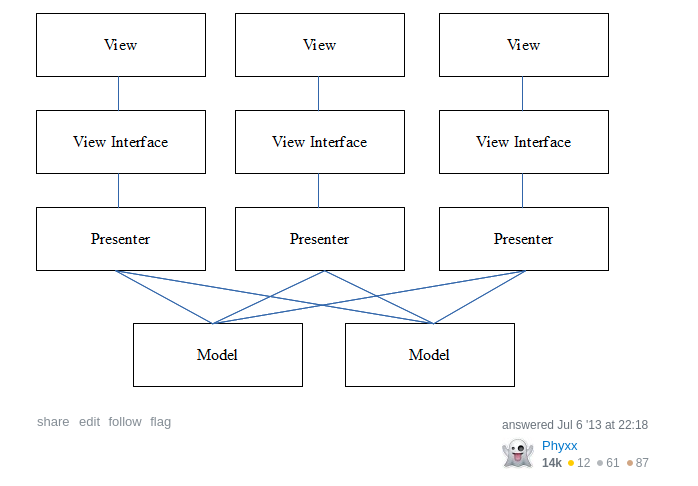 View View View
View Interface View Interface View Interface
Presenter Presenter Presenter
Model Model
share edit follow flag
answered Jul 6 '13 at 22:18
Phyxx
14k 12 61 87